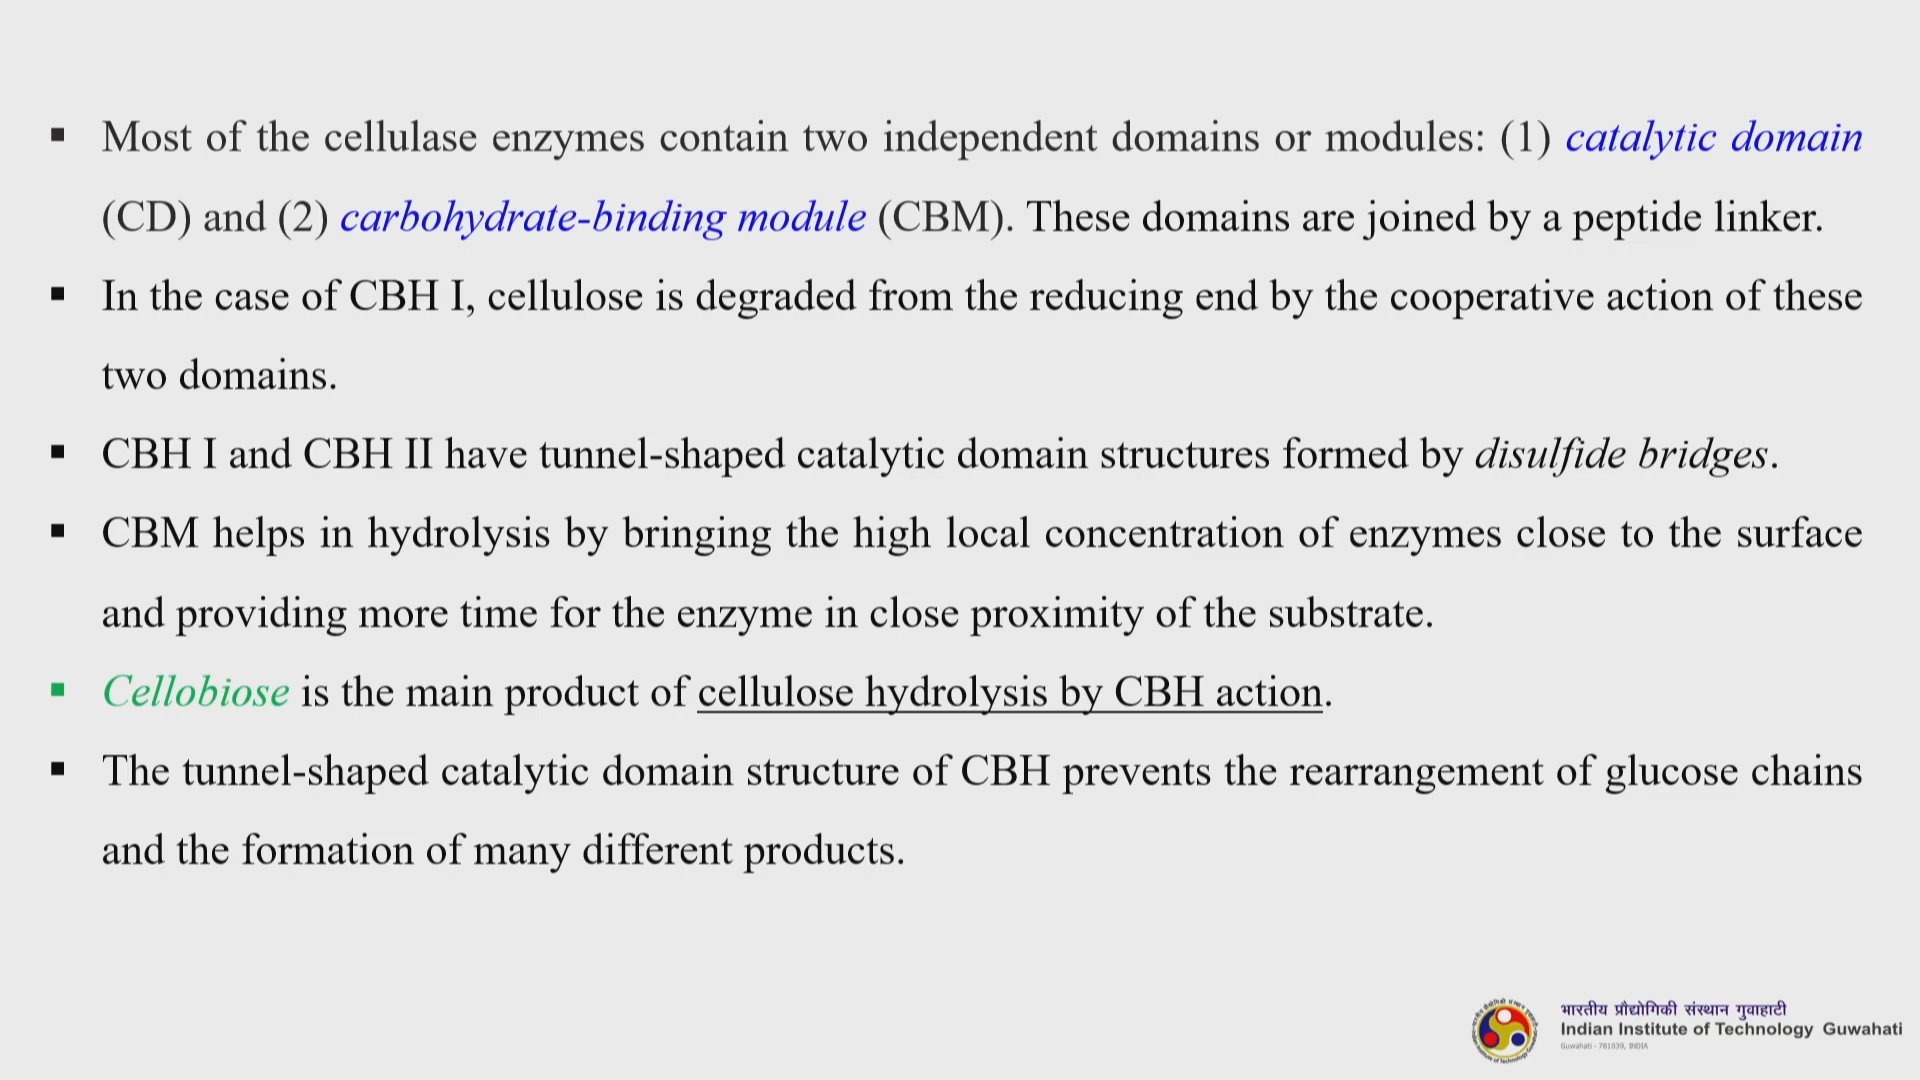 ▪ Most of the cellulase enzymes contain two independent domains or modules: (1) catalytic domain
(CD) and (2) carbohydrate-binding module (CBM). These domains are joined by a peptide linker.
▪ In the case of CBH I, cellulose is degraded from the reducing end by the cooperative action of these
two domains.
▪ CBH I and CBH II have tunnel-shaped catalytic domain structures formed by disulfide bridges.
▪ CBM helps in hydrolysis by bringing the high local concentration of enzymes close to the surface
and providing more time for the enzyme in close proximity of the substrate.
▪ Cellobiose is the main product of cellulose hydrolysis by CBH action.
▪ The tunnel-shaped catalytic domain structure of CBH prevents the rearrangement of glucose chains
and the formation of many different products.
भारतीय प्रौद्योगिकी संस्थान गुवाहाटी
Indian Institute of Technology Guwahati
Guwahati - 781039, INDIA